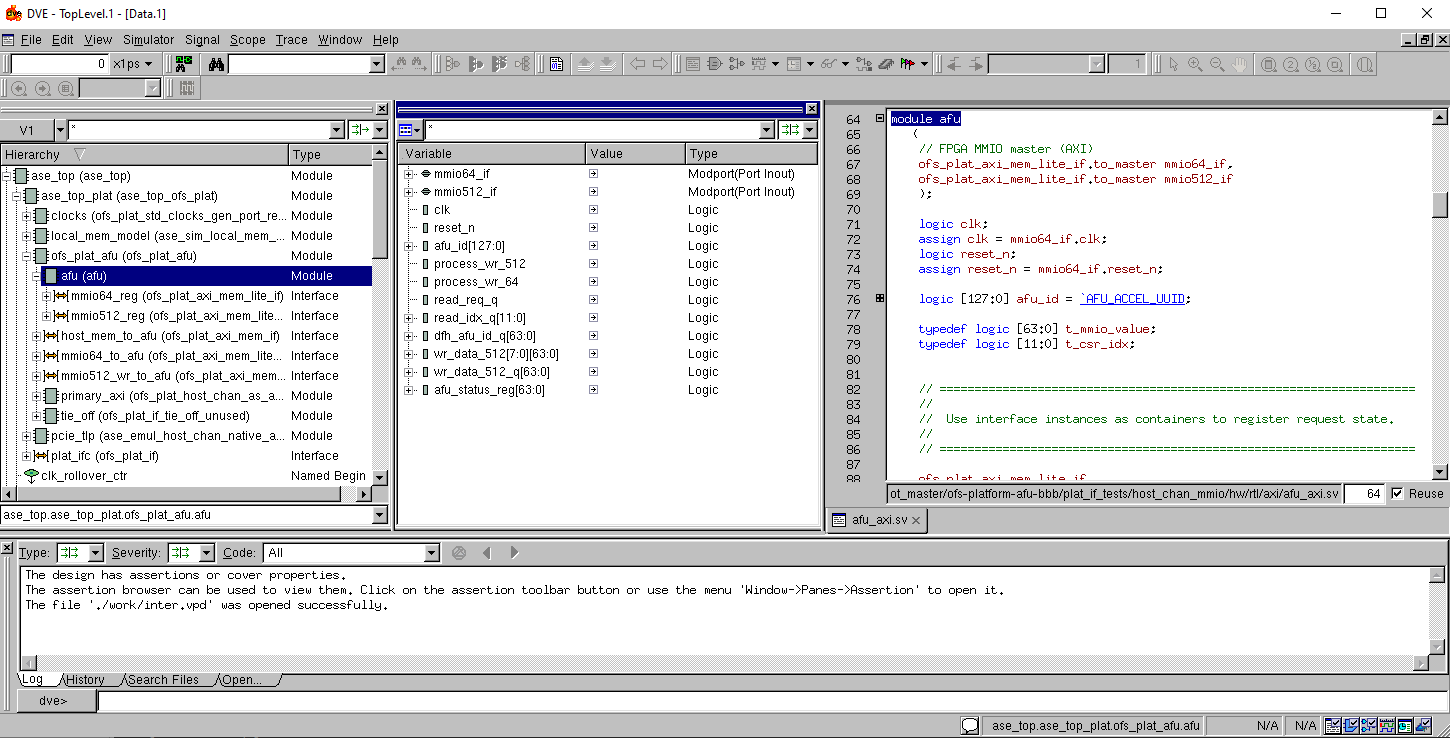 DVE - TopLevel.1 - [Data.1]
File Edit View Simulator Signal Scope Trace Window Help
0 x1ps
1
V1 *
Hierarchy Type
ase_top (ase_top) Module
ase_top_plat (ase_top_ofs_plat) Module
clocks (ofs_plat_std_clocks_gen_port_re... Module
local_mem_model (ase_sim_local_mem_... Module
ofs_plat_afu (ofs_plat_afu) Module
afu (afu) Module
mmio64_reg (ofs_plat_axi_mem_lite_if) Interface
mmio512_reg (ofs_plat_axi_mem_lite... Interface
host_mem_to_afu (ofs_plat_axi_mem_if) Interface
mmio64_to_afu (ofs_plat_axi_mem_lite... Interface
mmio512_wr_to_afu (ofs_plat_axi_mem... Interface
primary_axi (ofs_plat_host_chan_as_a... Module
tie_off (ofs_plat_if_tie_off_unused) Module
pcie_tlp (ase_emul_host_chan_native_a... Module
plat_ifc (ofs_plat_if) Interface
clk_rollover_ctr Named Begin
ase_top.ase_top_plat.ofs_plat_afu.afu
*
Variable Value Type
mmio64_if Modport(Port Inout)
mmio512_if Modport(Port Inout)
clk Logic
reset_n Logic
afu_id[127:0] Logic
process_wr_512 Logic
process_wr_64 Logic
read_req_q Logic
read_idx_q[11:0] Logic
dfh_afu_id_q[63:0] Logic
wr_data_512[7:0][63:0] Logic
wr_data_512_q[63:0] Logic
afu_status_reg[63:0] Logic
64 module afu
65 (
66 // FPGA MMIO master (AXI)
67 ofs_plat_axi_mem_lite_if.to_master mmio64_if,
68 ofs_plat_axi_mem_lite_if.to_master mmio512_if
69 );
70
71 logic clk;
72 assign clk = mmio64_if.clk;
73 logic reset_n;
74 assign reset_n = mmio64_if.reset_n;
75
76 logic [127:0] afu_id = `AFU_ACCEL_UUID;
77
78 typedef logic [63:0] t_mmio_value;
79 typedef logic [11:0] t_csr_idx;
80
81
82 // ====================================================================
83 //
84 // Use interface instances as containers to register request state.
85 //
86 // ====================================================================
87
88 ofs_plat_axi_mem_lite_if
ot_master/ofs-platform-afu-bbb/plat_if_tests/host_chan_mmio/hw/rtl/axi/afu_axi.sv 64 Reuse
afu_axi.sv
Type: Severity: Code: All
The design has assertions or cover properties.
The assertion browser can be used to view them. Click on the assertion toolbar button or use the menu 'Window->Panes->Assertion' to open it.
The file './work/inter.vpd' was opened successfully.
Log History Search Files Open...
dve>
ase_top.ase_top_plat.ofs_plat_afu.afu N/A N/A